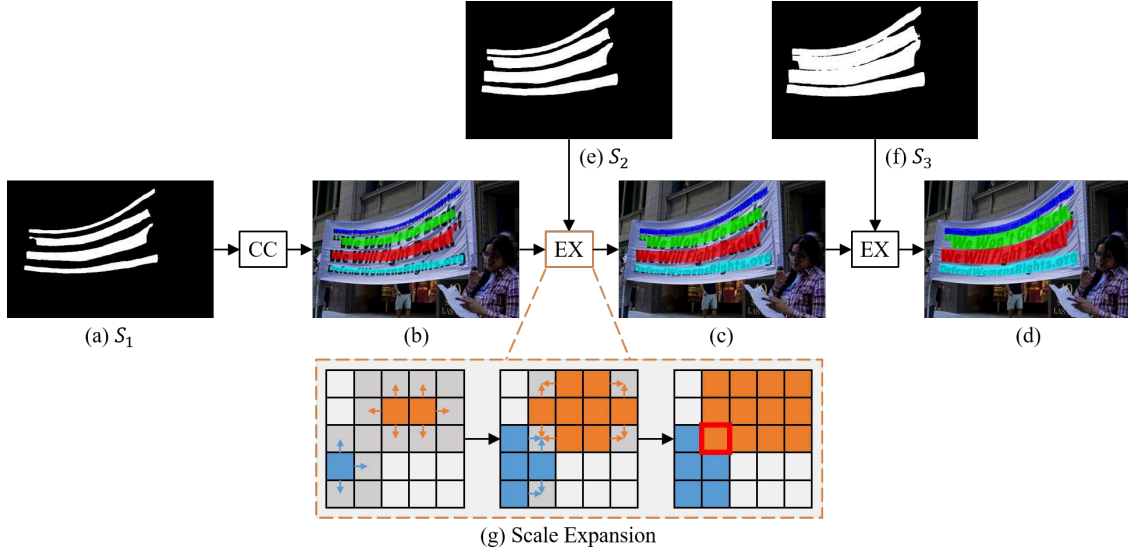 (e) S₂
(f) S₃
CC
EX
EX
We Won't Go Back!
We Will Fight Back!
DefendWomensRights.org
(a) S₁
(b)
(c)
(d)
(g) Scale Expansion